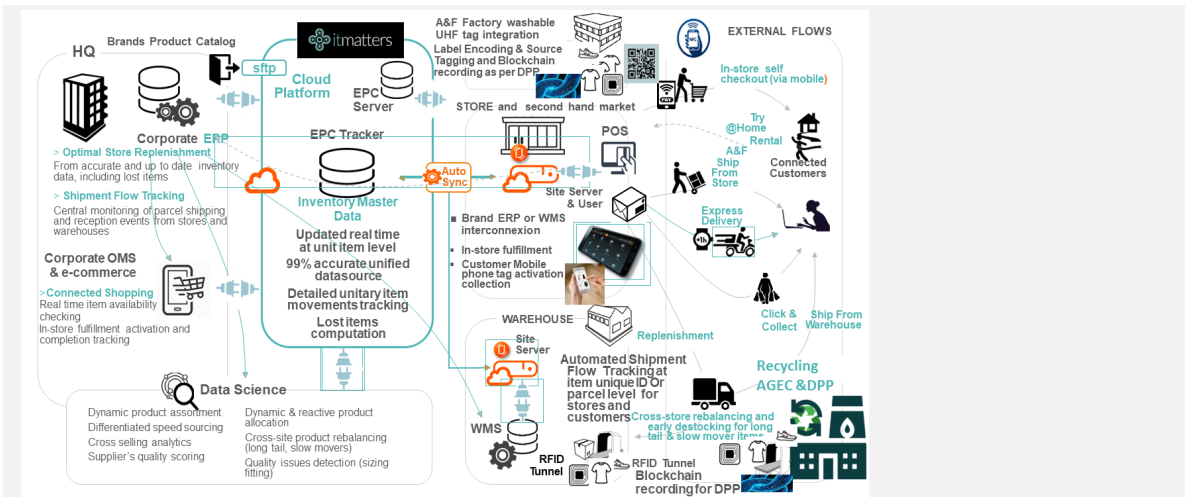 HQ
Brands Product Catalog
itmatters
sftp
Cloud
Platform
EPC
Server
Corporate ERP
> Optimal Store Replenishment
From accurate and up to date inventory
data, including lost items
> Shipment Flow Tracking
Central monitoring of parcel shipping
and reception events from stores and
warehouses
Corporate OMS
& e-commerce
>Connected Shopping
Real time item availability
checking
In-store fulfillment activation and
completion tracking
EPC Tracker
Inventory Master
Data
Updated real time
at unit item level
99% accurate unified
datasource
Detailed unitary item
movements tracking
Lost items
computation
Auto
Sync
Data Science
Dynamic product assortment
Differentiated speed sourcing
Cross selling analytics
Supplier's quality scoring
Dynamic & reactive product
allocation
Cross-site product rebalancing
(long tail, slow movers)
Quality issues detection (sizing
fitting)
A&F Factory washable
UHF tag integration
Label Encoding & Source
Tagging and Blockchain
recording as per DPP
STORE and second hand market
POS
Site Server
& User
■ Brand ERP or WMS
interconnexion
▪ In-store fulfillment
▪ Customer Mobile
phone tag activation
collection
WAREHOUSE
Site
Server
Automated Shipment
Flow Tracking at
item unique ID Or
parcel level for
stores and
customers
WMS
RFID
Tunnel
EXTERNAL FLOWS
PAY
In-store self
checkout (via mobile)
Try
@Home
Rental
A&F
Ship
From
Store
Connected
Customers
Express
Delivery
+1h
Click &
Collect
Ship From
Warehouse
Replenishment
Recycling
AGEC &DPP
Cross-store rebalancing and
early destocking for long
tail & slow mover items
RFID Tunnel
Blockchain
recording for DPP